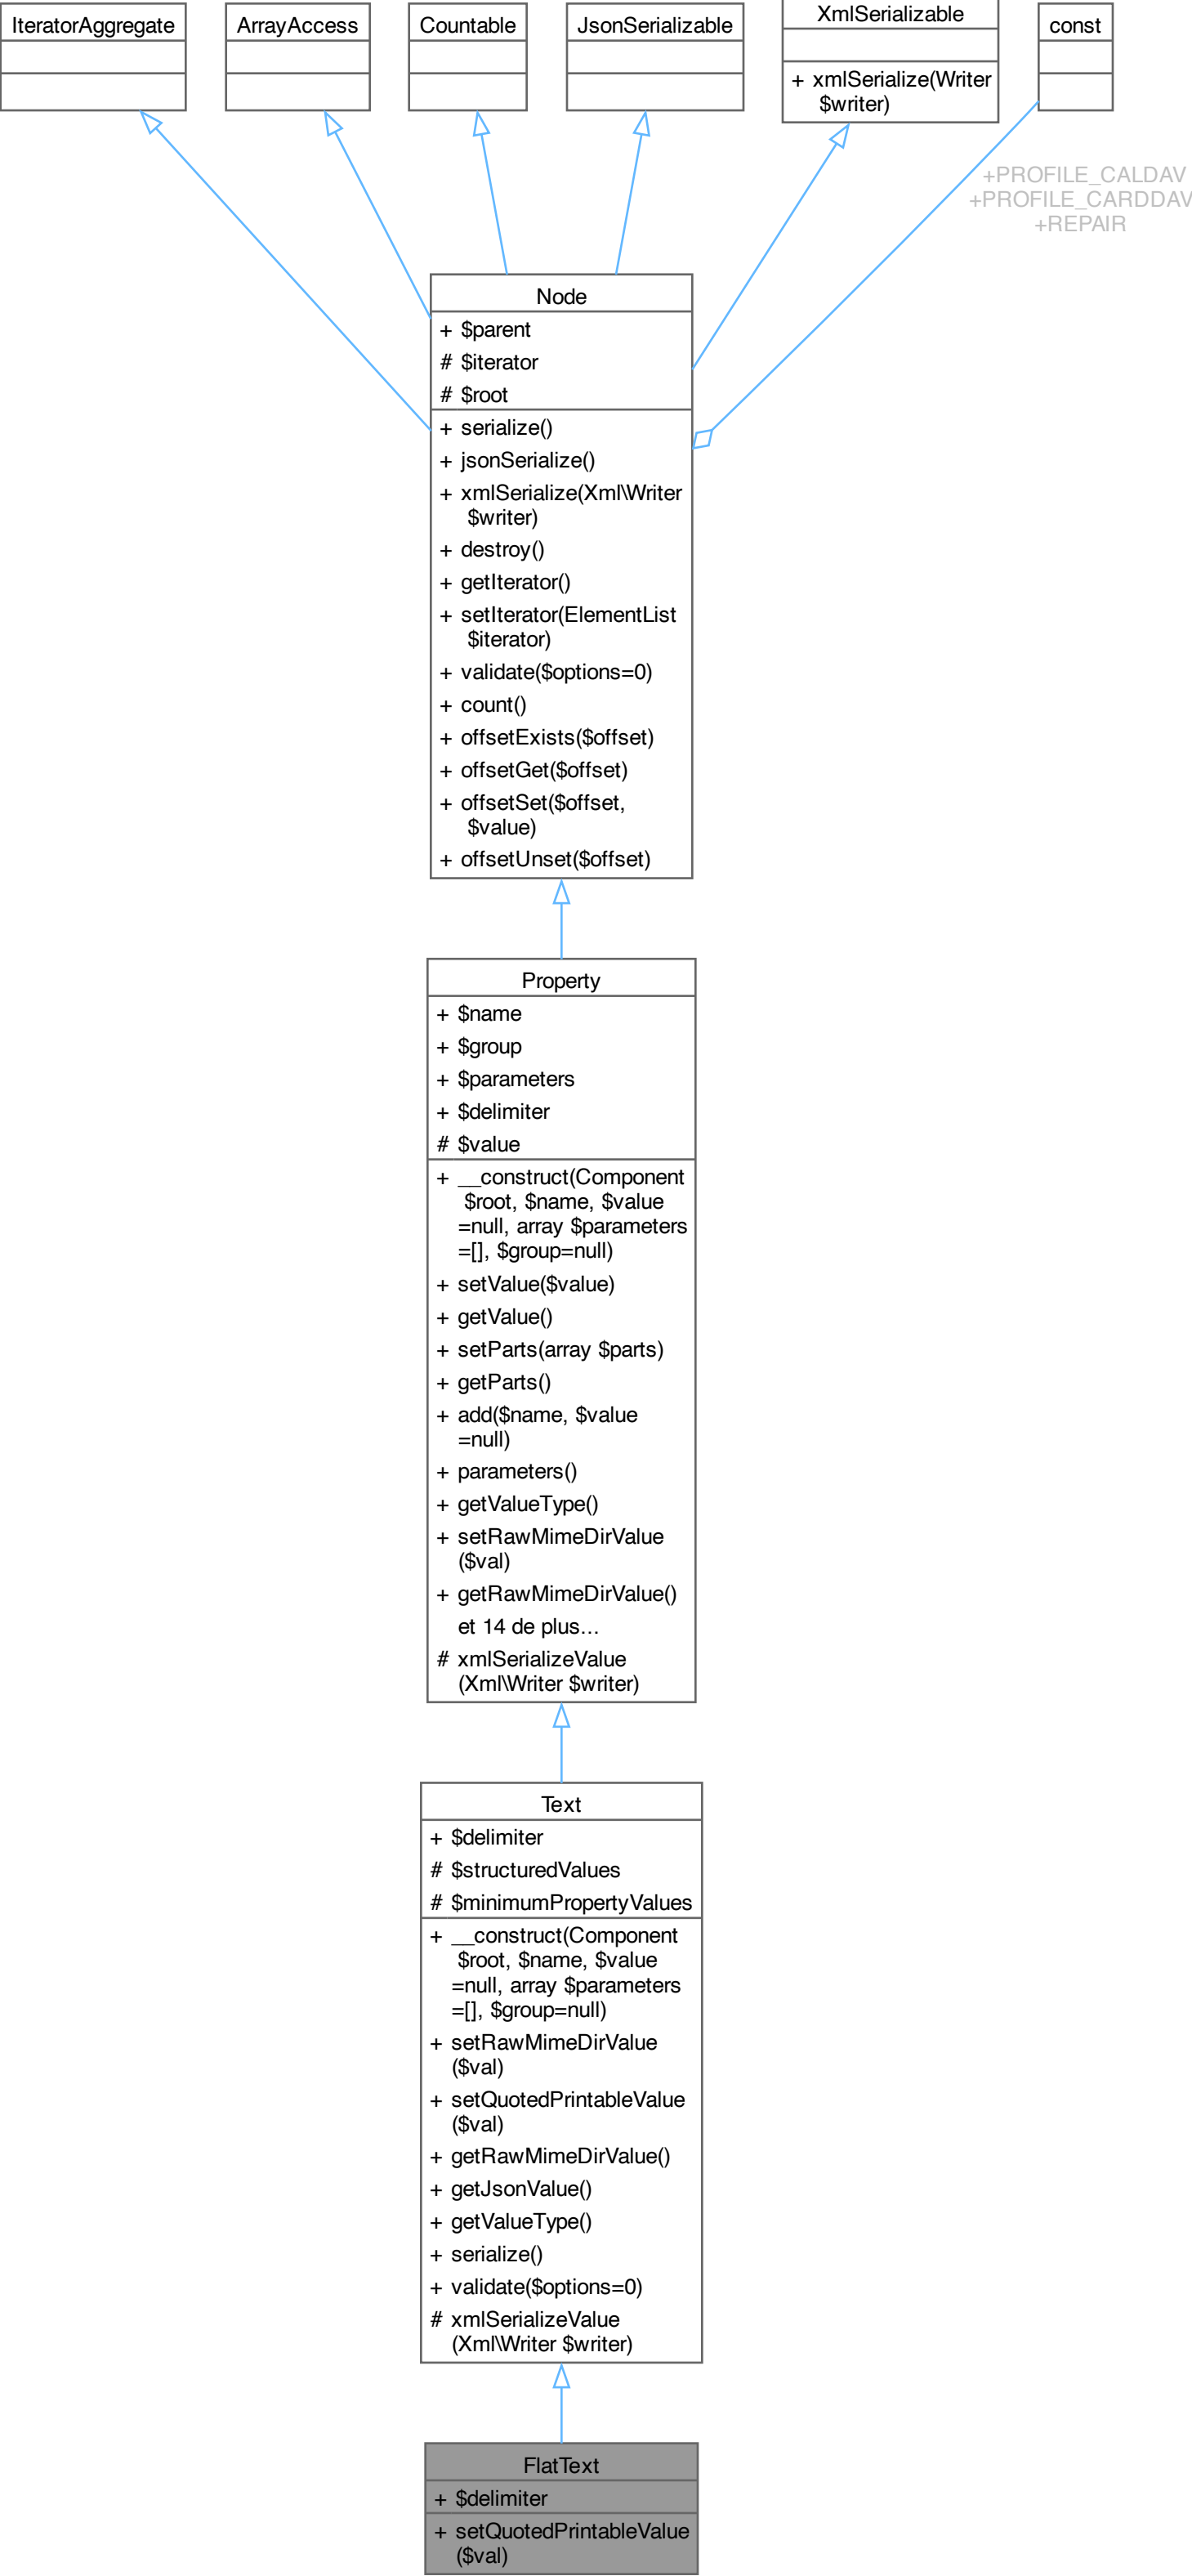 IteratorAggregate
ArrayAccess
Countable
JsonSerializable
XmlSerializable
+ xmlSerialize(Writer
$writer)
const
+PROFILE_CALDAV
+PROFILE_CARDDAV
+REPAIR
Node
+ $parent
# $iterator
# $root
+ serialize()
+ jsonSerialize()
+ xmlSerialize(Xml\Writer
$writer)
+ destroy()
+ getIterator()
+ setIterator(ElementList
$iterator)
+ validate($options=0)
+ count()
+ offsetExists($offset)
+ offsetGet($offset)
+ offsetSet($offset,
$value)
+ offsetUnset($offset)
Property
+ $name
+ $group
+ $parameters
+ $delimiter
# $value
+ __construct(Component
$root, $name, $value
=null, array $parameters
=[], $group=null)
+ setValue($value)
+ getValue()
+ setParts(array $parts)
+ getParts()
+ add($name, $value
=null)
+ parameters()
+ getValueType()
+ setRawMimeDirValue
($val)
+ getRawMimeDirValue()
et 14 de plus...
# xmlSerializeValue
(Xml\Writer $writer)
Text
+ $delimiter
# $structuredValues
# $minimumPropertyValues
+ __construct(Component
$root, $name, $value
=null, array $parameters
=[], $group=null)
+ setRawMimeDirValue
($val)
+ setQuotedPrintableValue
($val)
+ getRawMimeDirValue()
+ getJsonValue()
+ getValueType()
+ serialize()
+ validate($options=0)
# xmlSerializeValue
(Xml\Writer $writer)
FlatText
+ $delimiter
+ setQuotedPrintableValue
($val)